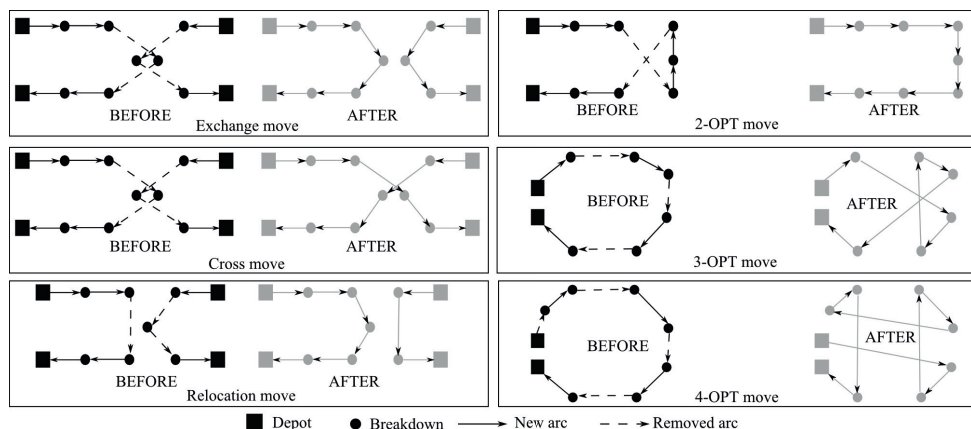 BEFORE
AFTER
Exchange move
BEFORE
AFTER
2-OPT move
BEFORE
AFTER
Cross move
BEFORE
AFTER
3-OPT move
BEFORE
AFTER
Relocation move
BEFORE
AFTER
4-OPT move
Depot Breakdown New arc Removed arc